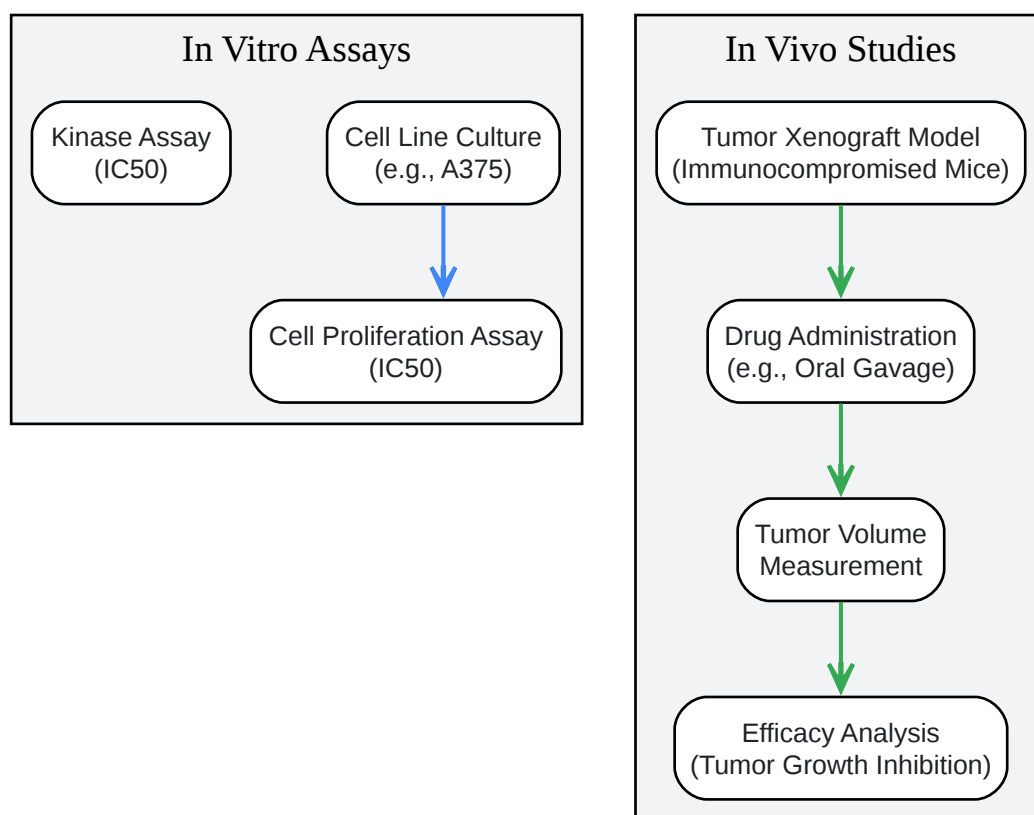 In Vitro Assays
Kinase Assay
(IC50)
Cell Line Culture
(e.g., A375)
Cell Proliferation Assay
(IC50)
In Vivo Studies
Tumor Xenograft Model
(Immunocompromised Mice)
Drug Administration
(e.g., Oral Gavage)
Tumor Volume
Measurement
Efficacy Analysis
(Tumor Growth Inhibition)